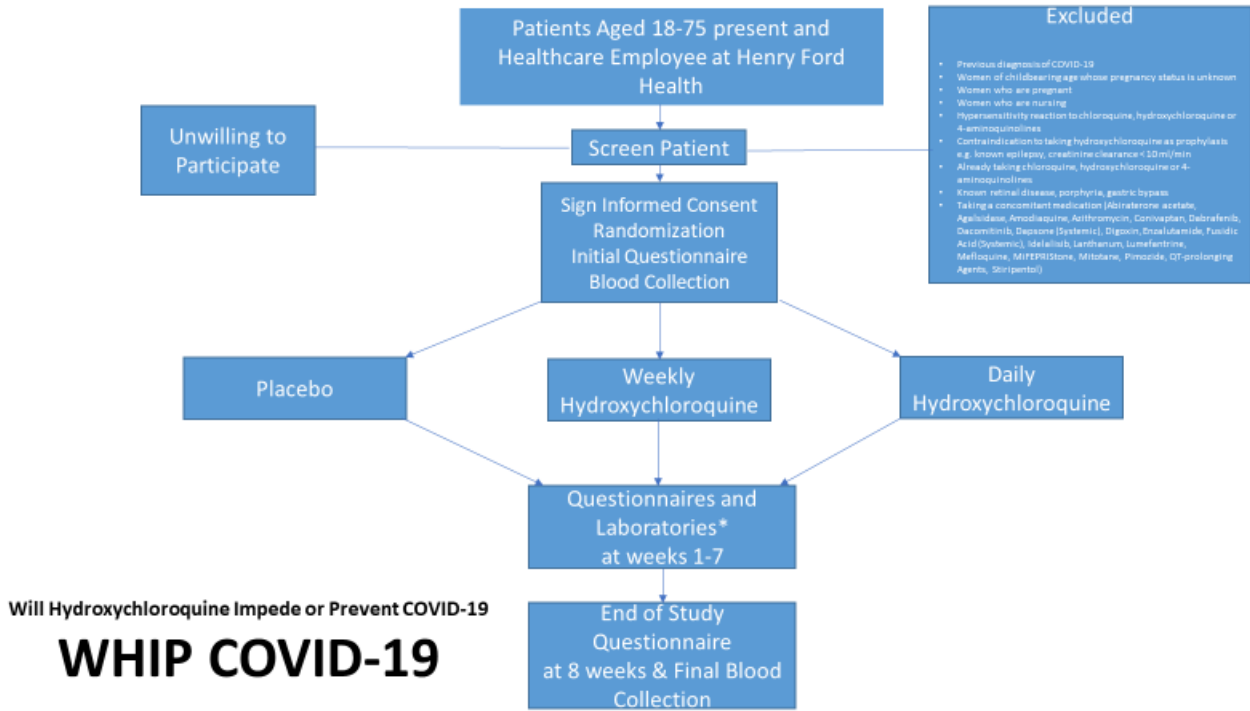 Patients Aged 18-75 present and
Healthcare Employee at Henry Ford
Health
Excluded
• Previous diagnosis of COVID-19
• Women of childbearing age whose pregnancy status is unknown
• Women who are pregnant
• Women who are nursing
• Hypersensitivity reaction to chloroquine, hydroxychloroquine or
4-aminoquinolines
• Contraindication to taking hydroxychloroquine as prophylaxis
e.g. known epilepsy, creatinine clearance < 10 ml/min
• Already taking chloroquine, hydroxychloroquine or 4-
aminoquinolines
• Known retinal disease, porphyria, gastric bypass
• Taking a concomitant medication (Abiraterone acetate,
Agalsidase, Amodiaquine, Azithromycin, Conivaptan, Dabrafenib,
Dacomitinib, Dapsone (Systemic), Digoxin, Enzalutamide, Fusidic
Acid (Systemic), Idelalisib, Lanthanum, Lumefantrine,
Mefloquine, MiFEPRIStone, Mitotane, Pimozide, QT-prolonging
Agents, Stiripentol)
Unwilling to
Participate
Screen Patient
Sign Informed Consent
Randomization
Initial Questionnaire
Blood Collection
Placebo
Weekly
Hydroxychloroquine
Daily
Hydroxychloroquine
Questionnaires and
Laboratories*
at weeks 1-7
End of Study
Questionnaire
at 8 weeks & Final Blood
Collection
Will Hydroxychloroquine Impede or Prevent COVID-19
WHIP COVID-19